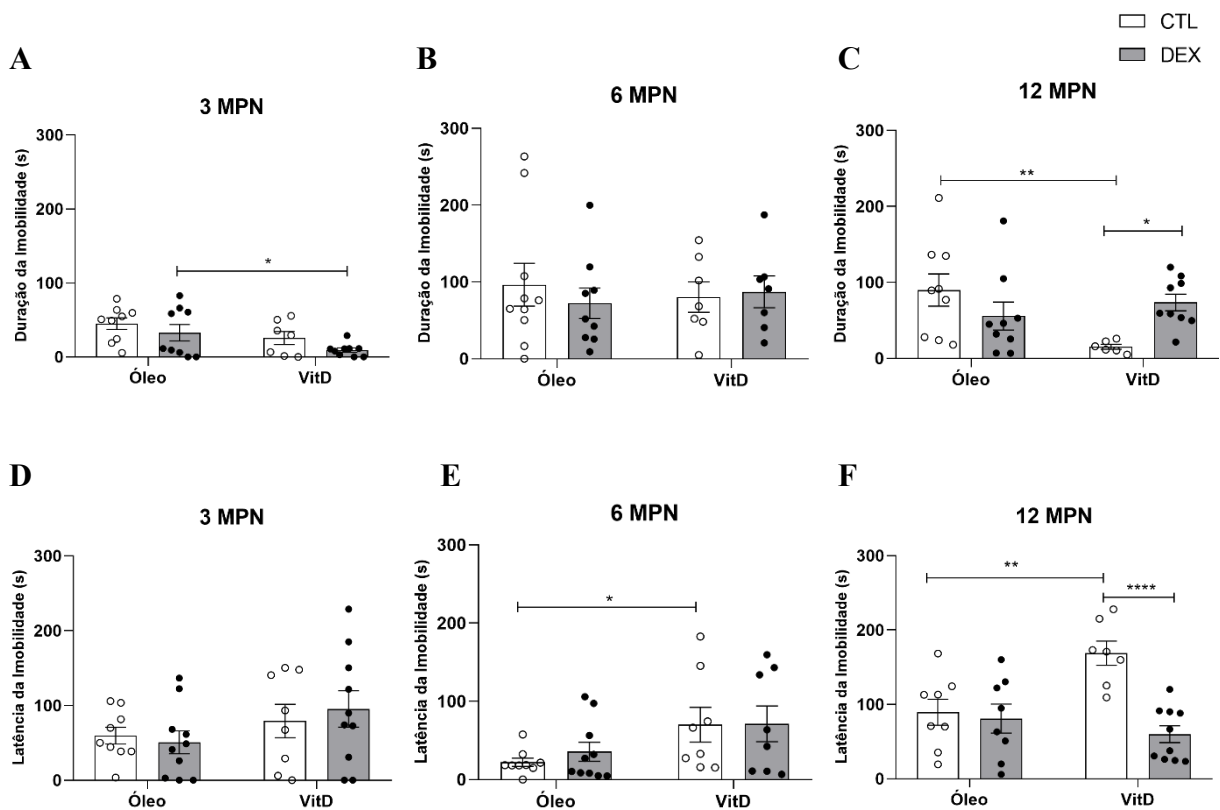 CTL
DEX
A
3 MPN
Duração da Imobilidade (s)
300
200
100
0
*
Óleo
VitD
B
6 MPN
Duração da Imobilidade (s)
300
200
100
0
Óleo
VitD
C
12 MPN
Duração da Imobilidade (s)
300
200
100
0
**
*
Óleo
VitD
D
3 MPN
Latência da Imobilidade (s)
300
200
100
0
Óleo
VitD
E
6 MPN
Latência da Imobilidade (s)
300
200
100
0
*
Óleo
VitD
F
12 MPN
Latência da Imobilidade (s)
300
200
100
0
**
****
Óleo
VitD